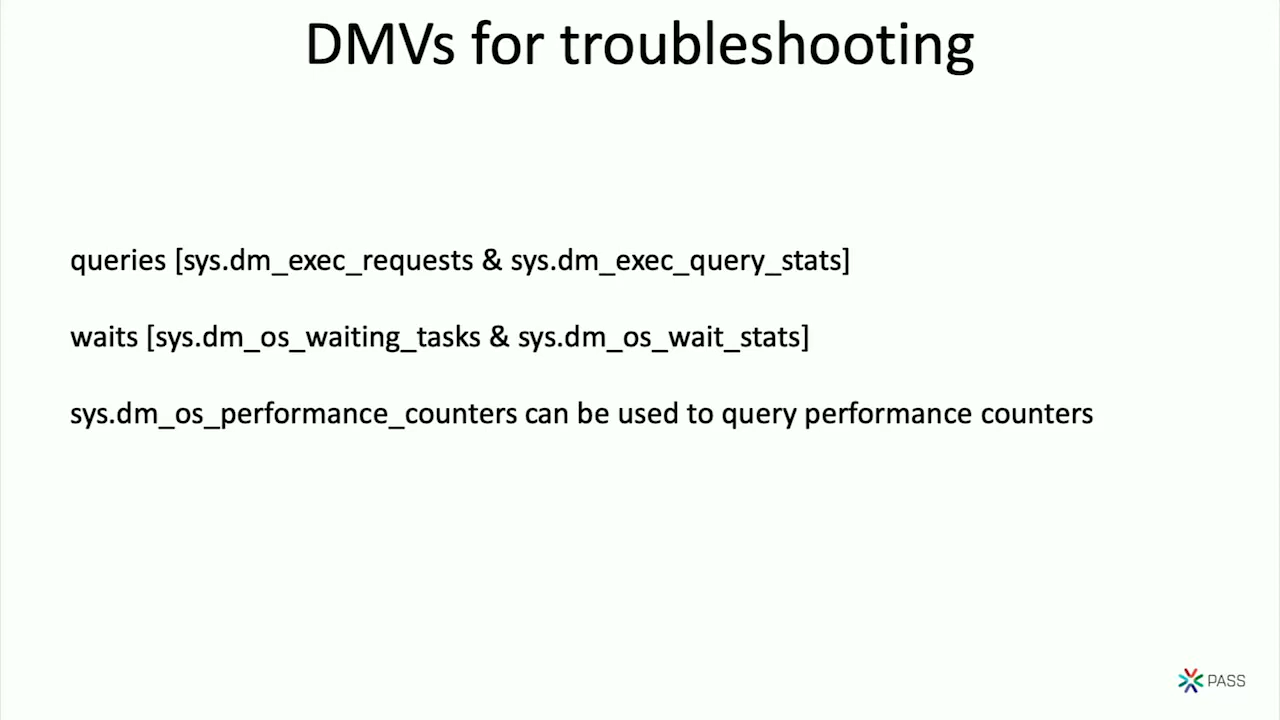 DMVs for troubleshooting
queries [sys.dm_exec_requests & sys.dm_exec_query_stats]
waits [sys.dm_os_waiting_tasks & sys.dm_os_wait_stats]
sys.dm_os_performance_counters can be used to query performance counters
PASS